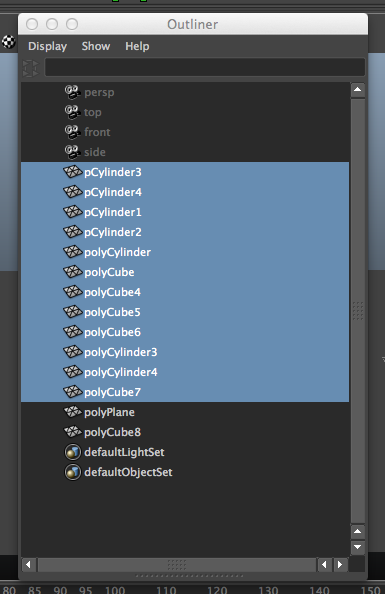 Outliner
Display Show Help
persp
top
front
side
pCylinder3
pCylinder4
pCylinder1
pCylinder2
polyCylinder
polyCube
polyCube4
polyCube5
polyCube6
polyCylinder3
polyCylinder4
polyCube7
polyPlane
polyCube8
defaultLightSet
defaultObjectSet
80 85 90 95 100 110 120 130 140 150